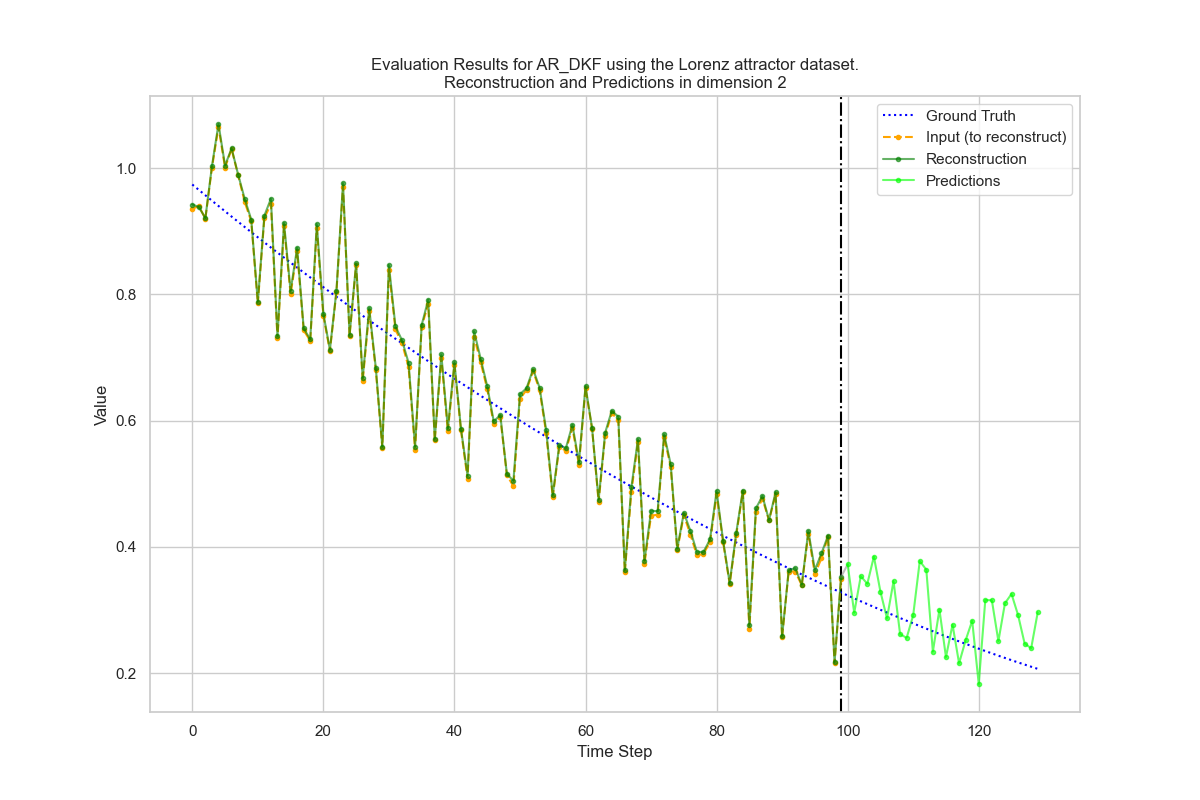 Evaluation Results for AR_DKF using the Lorenz attractor dataset.
Reconstruction and Predictions in dimension 2
Ground Truth
Input (to reconstruct)
Reconstruction
Predictions
Value
1.0
0.8
0.6
0.4
0.2
0 20 40 60 80 100 120
Time Step